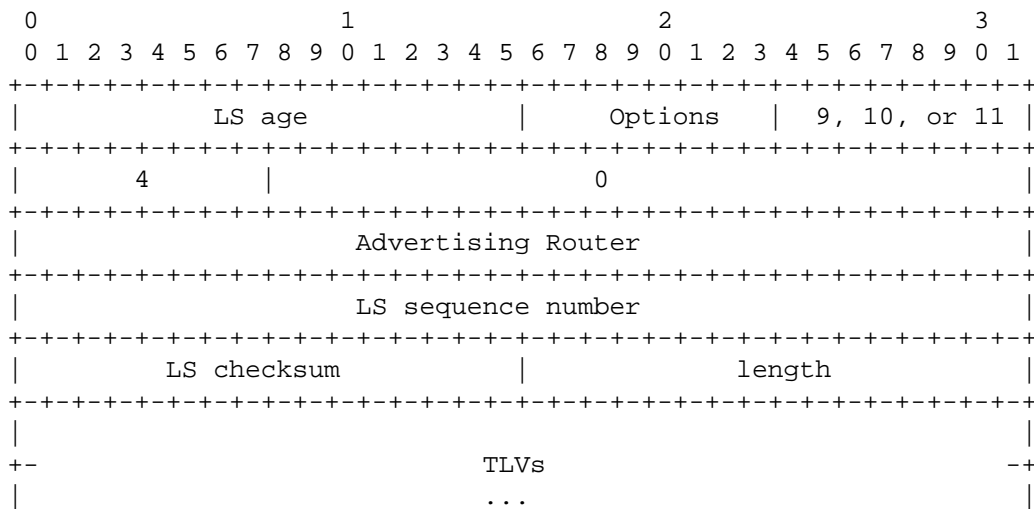 0                   1                   2                   3
 0 1 2 3 4 5 6 7 8 9 0 1 2 3 4 5 6 7 8 9 0 1 2 3 4 5 6 7 8 9 0 1
+-+-+-+-+-+-+-+-+-+-+-+-+-+-+-+-+-+-+-+-+-+-+-+-+-+-+-+-+-+-+-+-+
|            LS age             |     Options   |  9, 10, or 11 |
+-+-+-+-+-+-+-+-+-+-+-+-+-+-+-+-+-+-+-+-+-+-+-+-+-+-+-+-+-+-+-+-+
|       4       |                    0                          |
+-+-+-+-+-+-+-+-+-+-+-+-+-+-+-+-+-+-+-+-+-+-+-+-+-+-+-+-+-+-+-+-+
|                     Advertising Router                        |
+-+-+-+-+-+-+-+-+-+-+-+-+-+-+-+-+-+-+-+-+-+-+-+-+-+-+-+-+-+-+-+-+
|                     LS sequence number                        |
+-+-+-+-+-+-+-+-+-+-+-+-+-+-+-+-+-+-+-+-+-+-+-+-+-+-+-+-+-+-+-+-+
|         LS checksum           |             length            |
+-+-+-+-+-+-+-+-+-+-+-+-+-+-+-+-+-+-+-+-+-+-+-+-+-+-+-+-+-+-+-+-+
|                                                               |
+-                            TLVs                             -+
|                             ...                               |